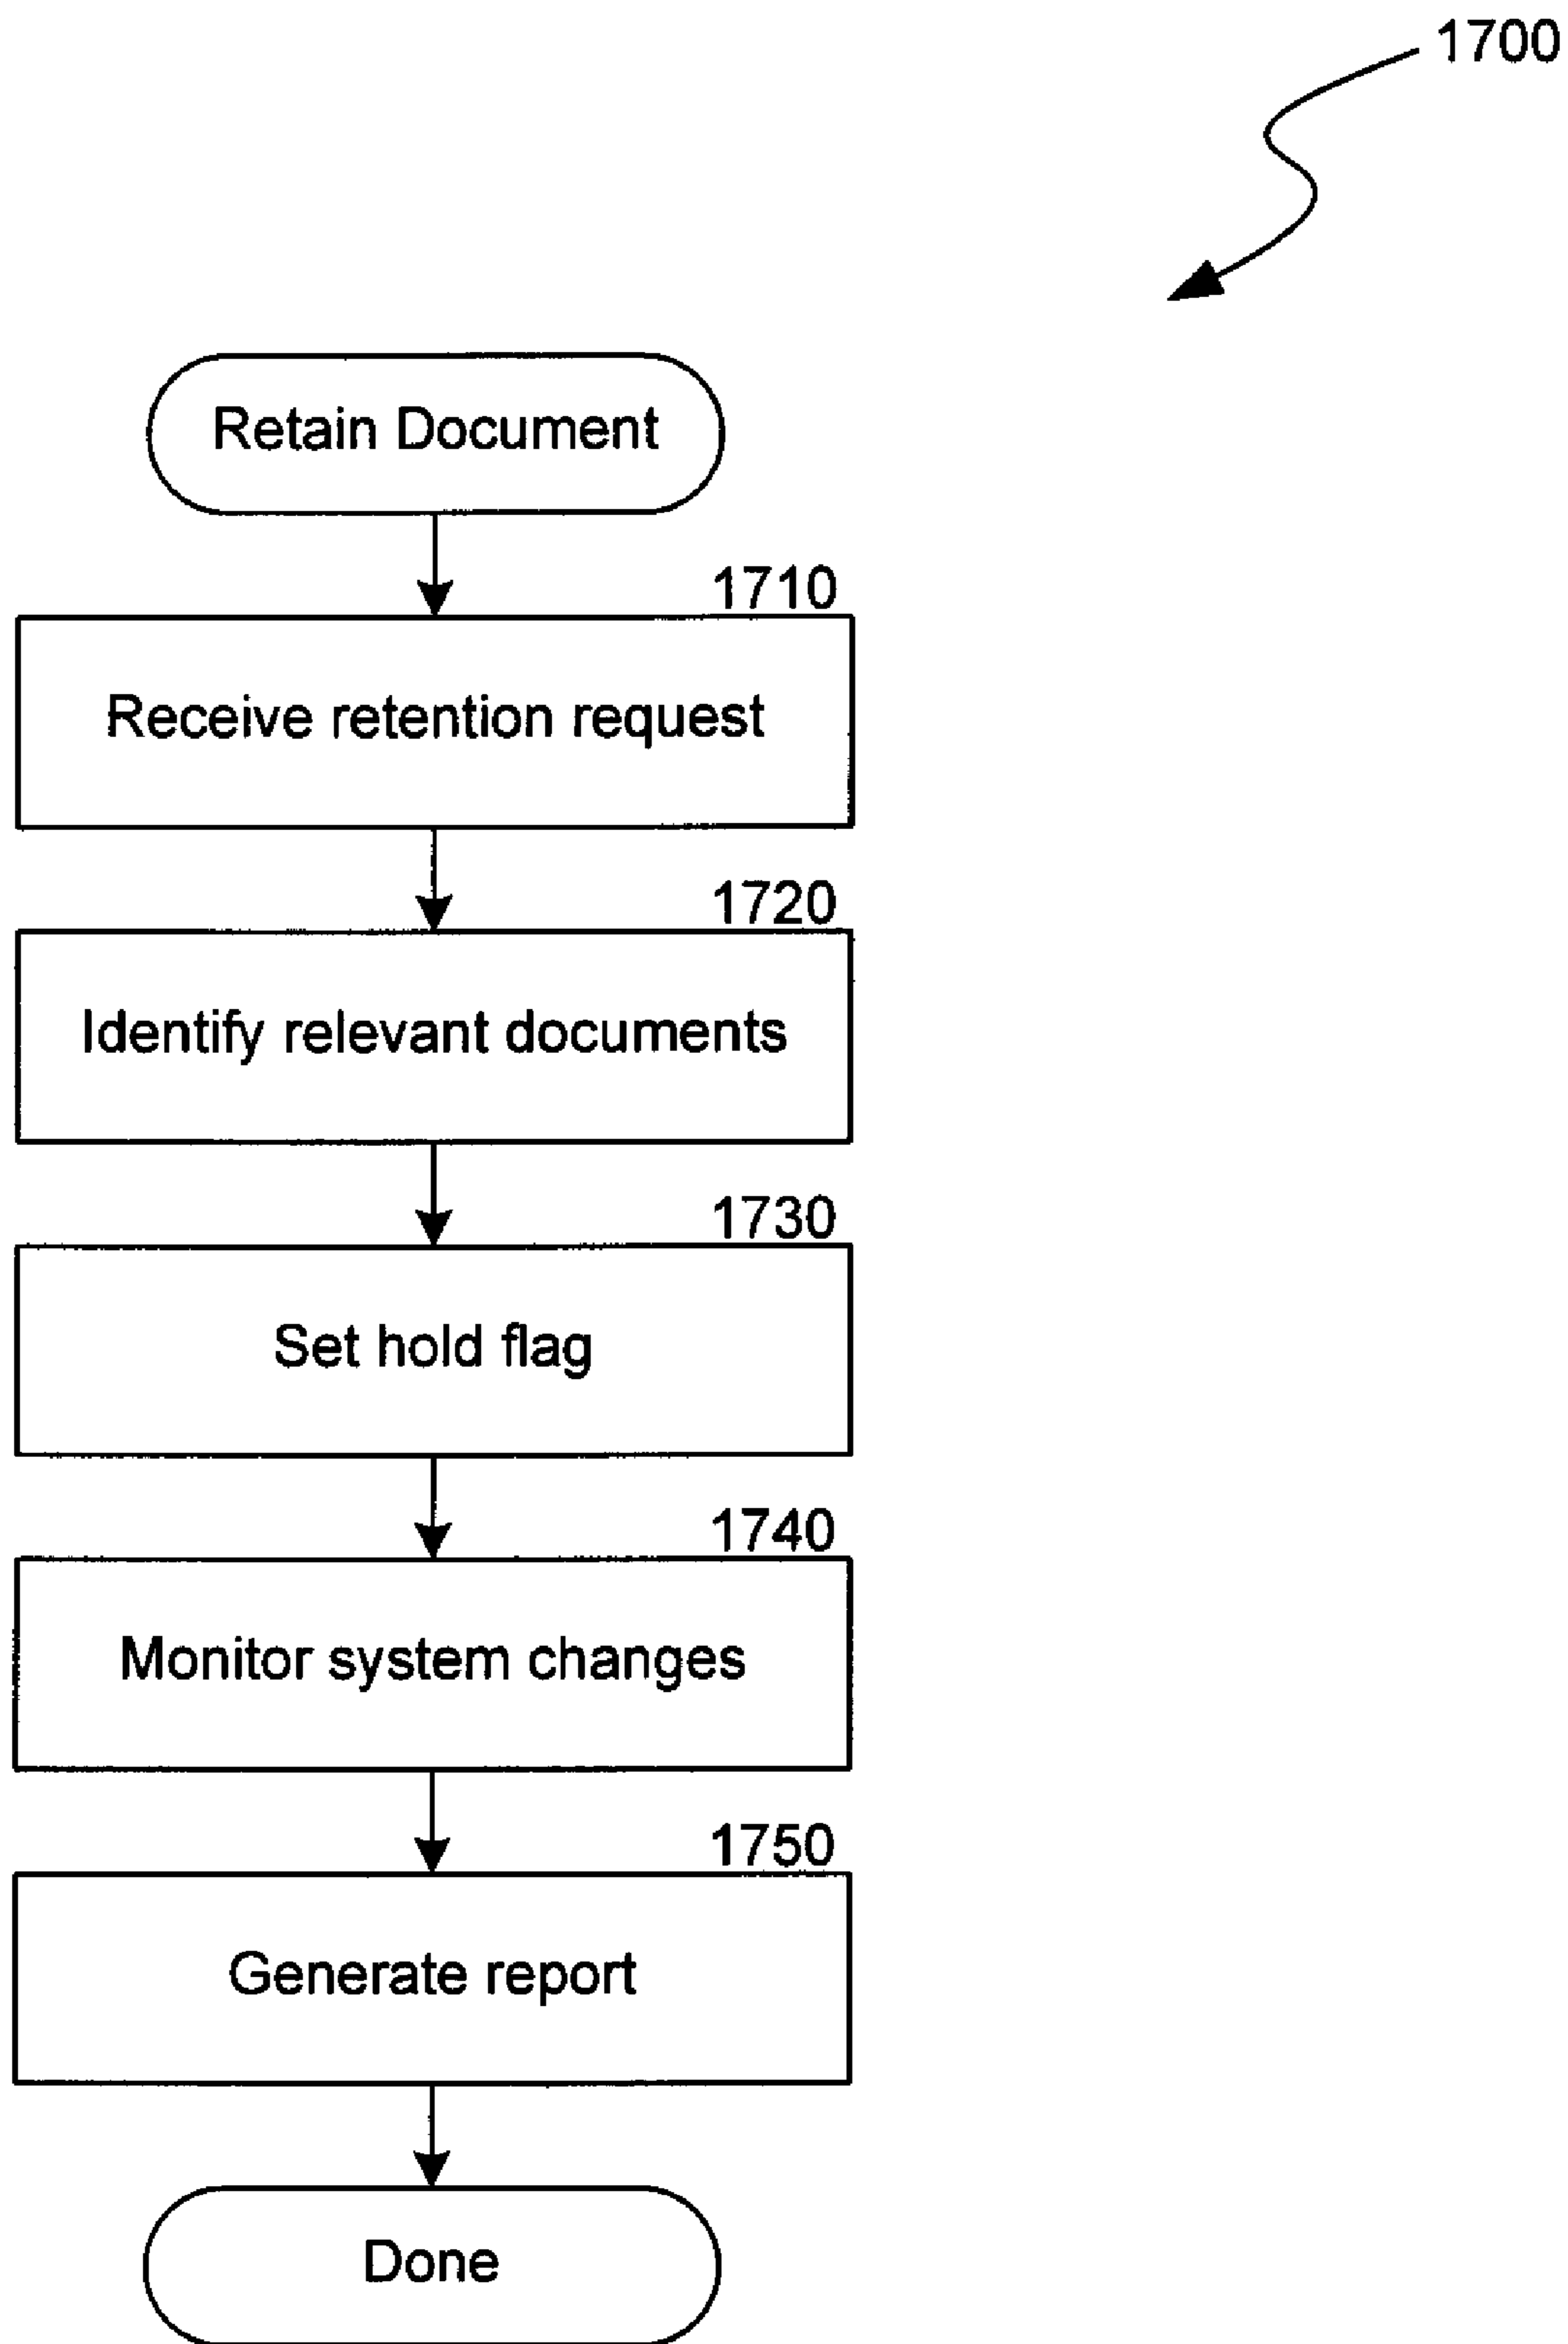 1700
Retain Document
1710
Receive retention request
1720
Identify relevant documents
1730
Set hold flag
1740
Monitor system changes
1750
Generate report
Done